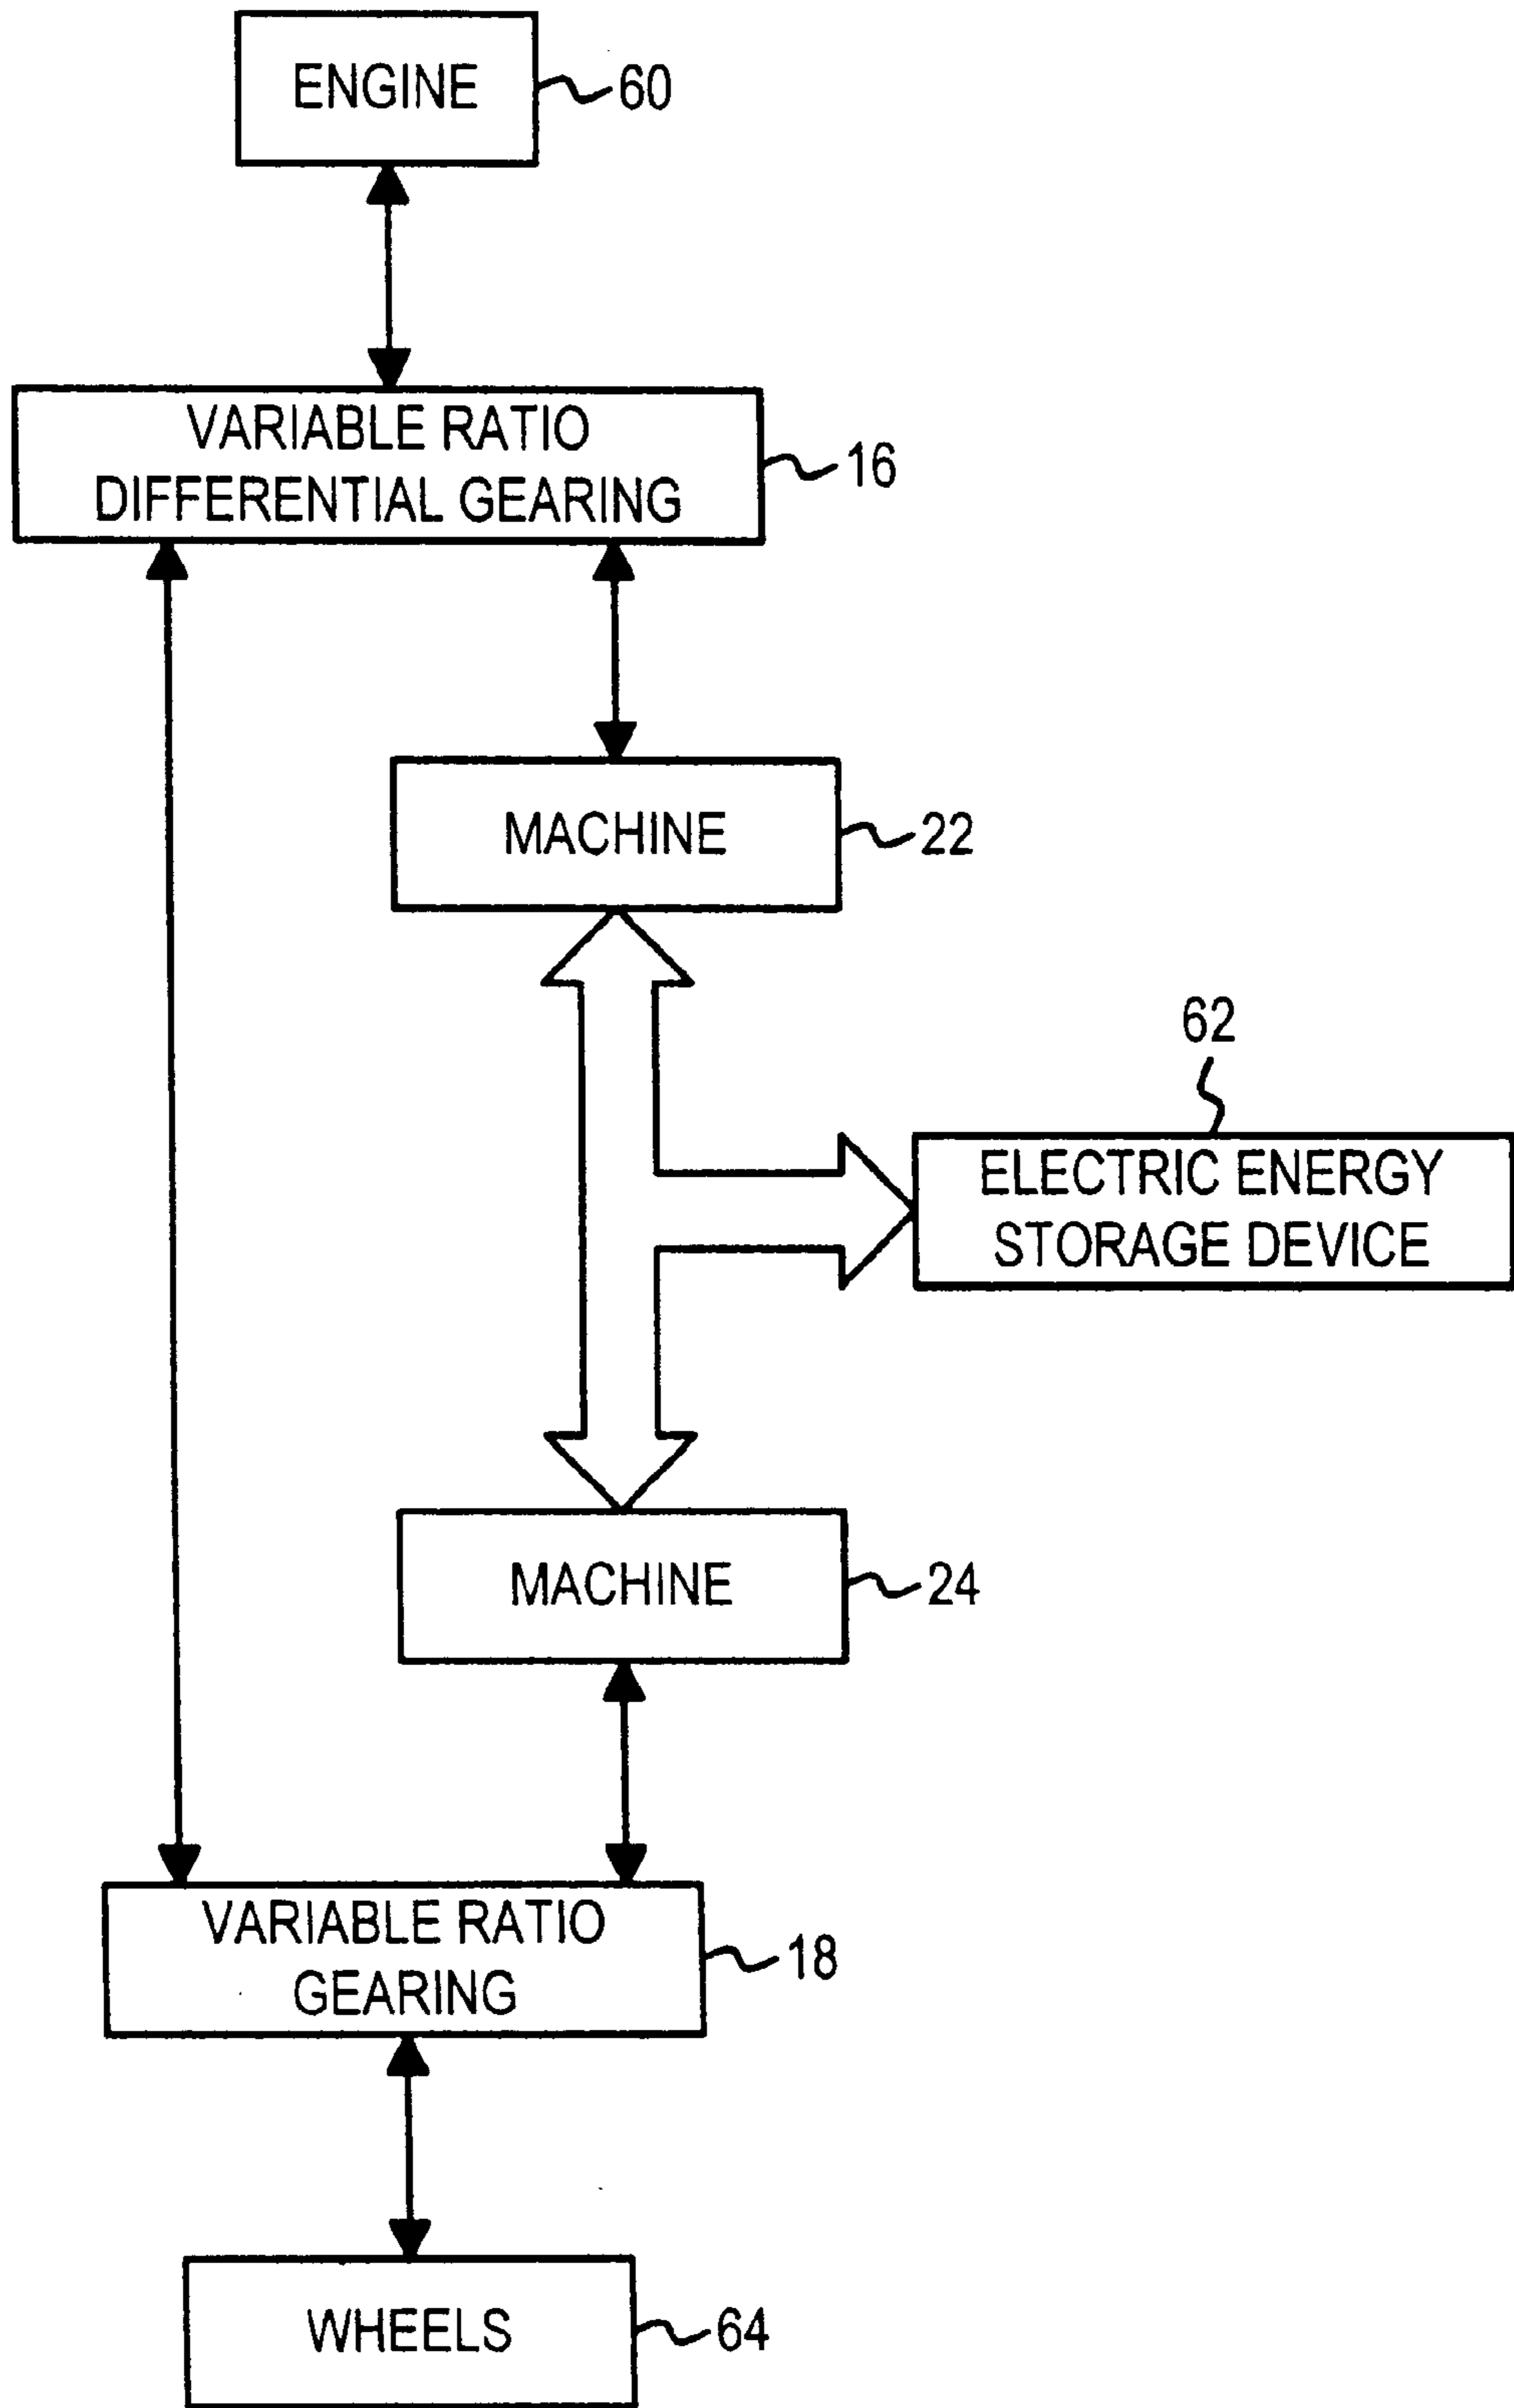 ENGINE
60
VARIABLE RATIO
DIFFERENTIAL GEARING
16
MACHINE
22
62
ELECTRIC ENERGY
STORAGE DEVICE
MACHINE
24
VARIABLE RATIO
GEARING
18
WHEELS
64